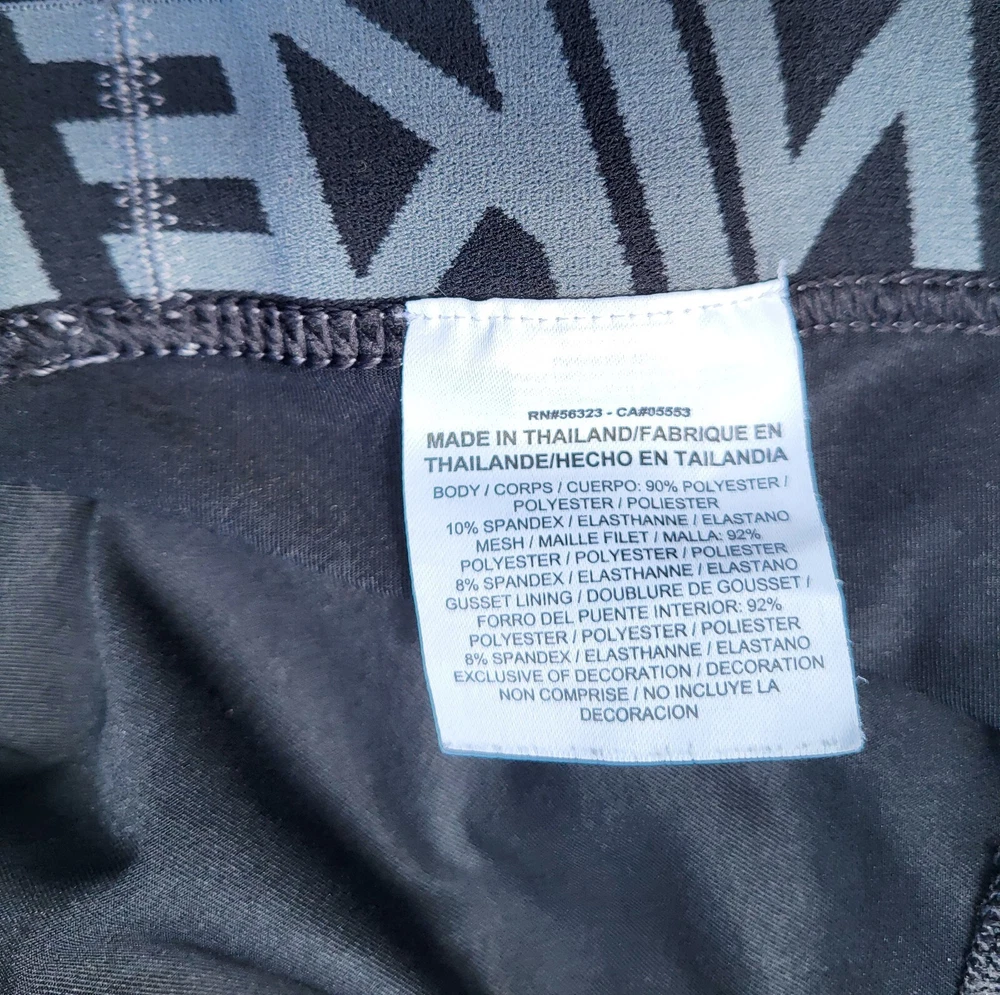 NIKE
RN#56323 - CA#05553
MADE IN THAILAND/FABRIQUE EN
THAILANDE/HECHO EN TAILANDIA
BODY / CORPS / CUERPO: 90% POLYESTER /
POLYESTER / POLIESTER
10% SPANDEX / ELASTHANNE / ELASTANO
MESH / MAILLE FILET / MALLA: 92%
POLYESTER / POLYESTER / POLIESTER
8% SPANDEX / ELASTHANNE / ELASTANO
GUSSET LINING / DOUBLURE DE GOUSSET /
FORRO DEL PUENTE INTERIOR: 92%
POLYESTER / POLYESTER / POLIESTER
8% SPANDEX / ELASTHANNE / ELASTANO
EXCLUSIVE OF DECORATION / DECORATION
NON COMPRISE / NO INCLUYE LA
DECORACION